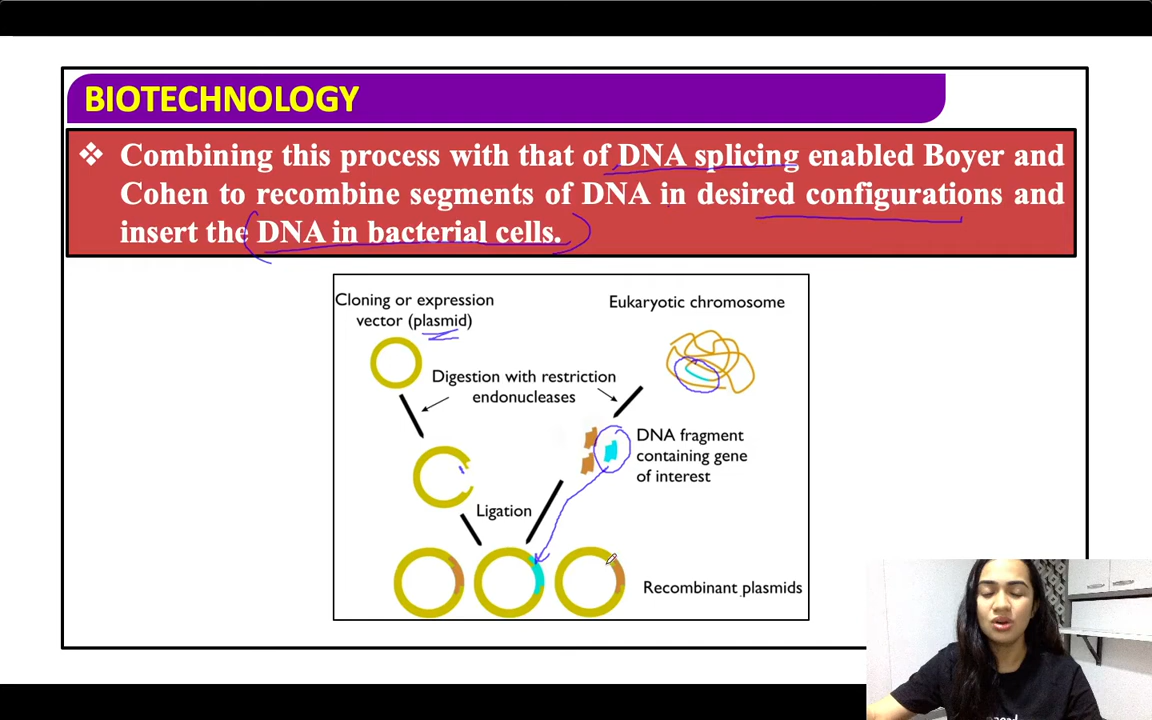 BIOTECHNOLOGY
❖ Combining this process with that of DNA splicing enabled Boyer and
Cohen to recombine segments of DNA in desired configurations and
insert the DNA in bacterial cells.
Cloning or expression
vector (plasmid)
Eukaryotic chromosome
Digestion with restriction
endonucleases
DNA fragment
containing gene
of interest
Ligation
Recombinant plasmids